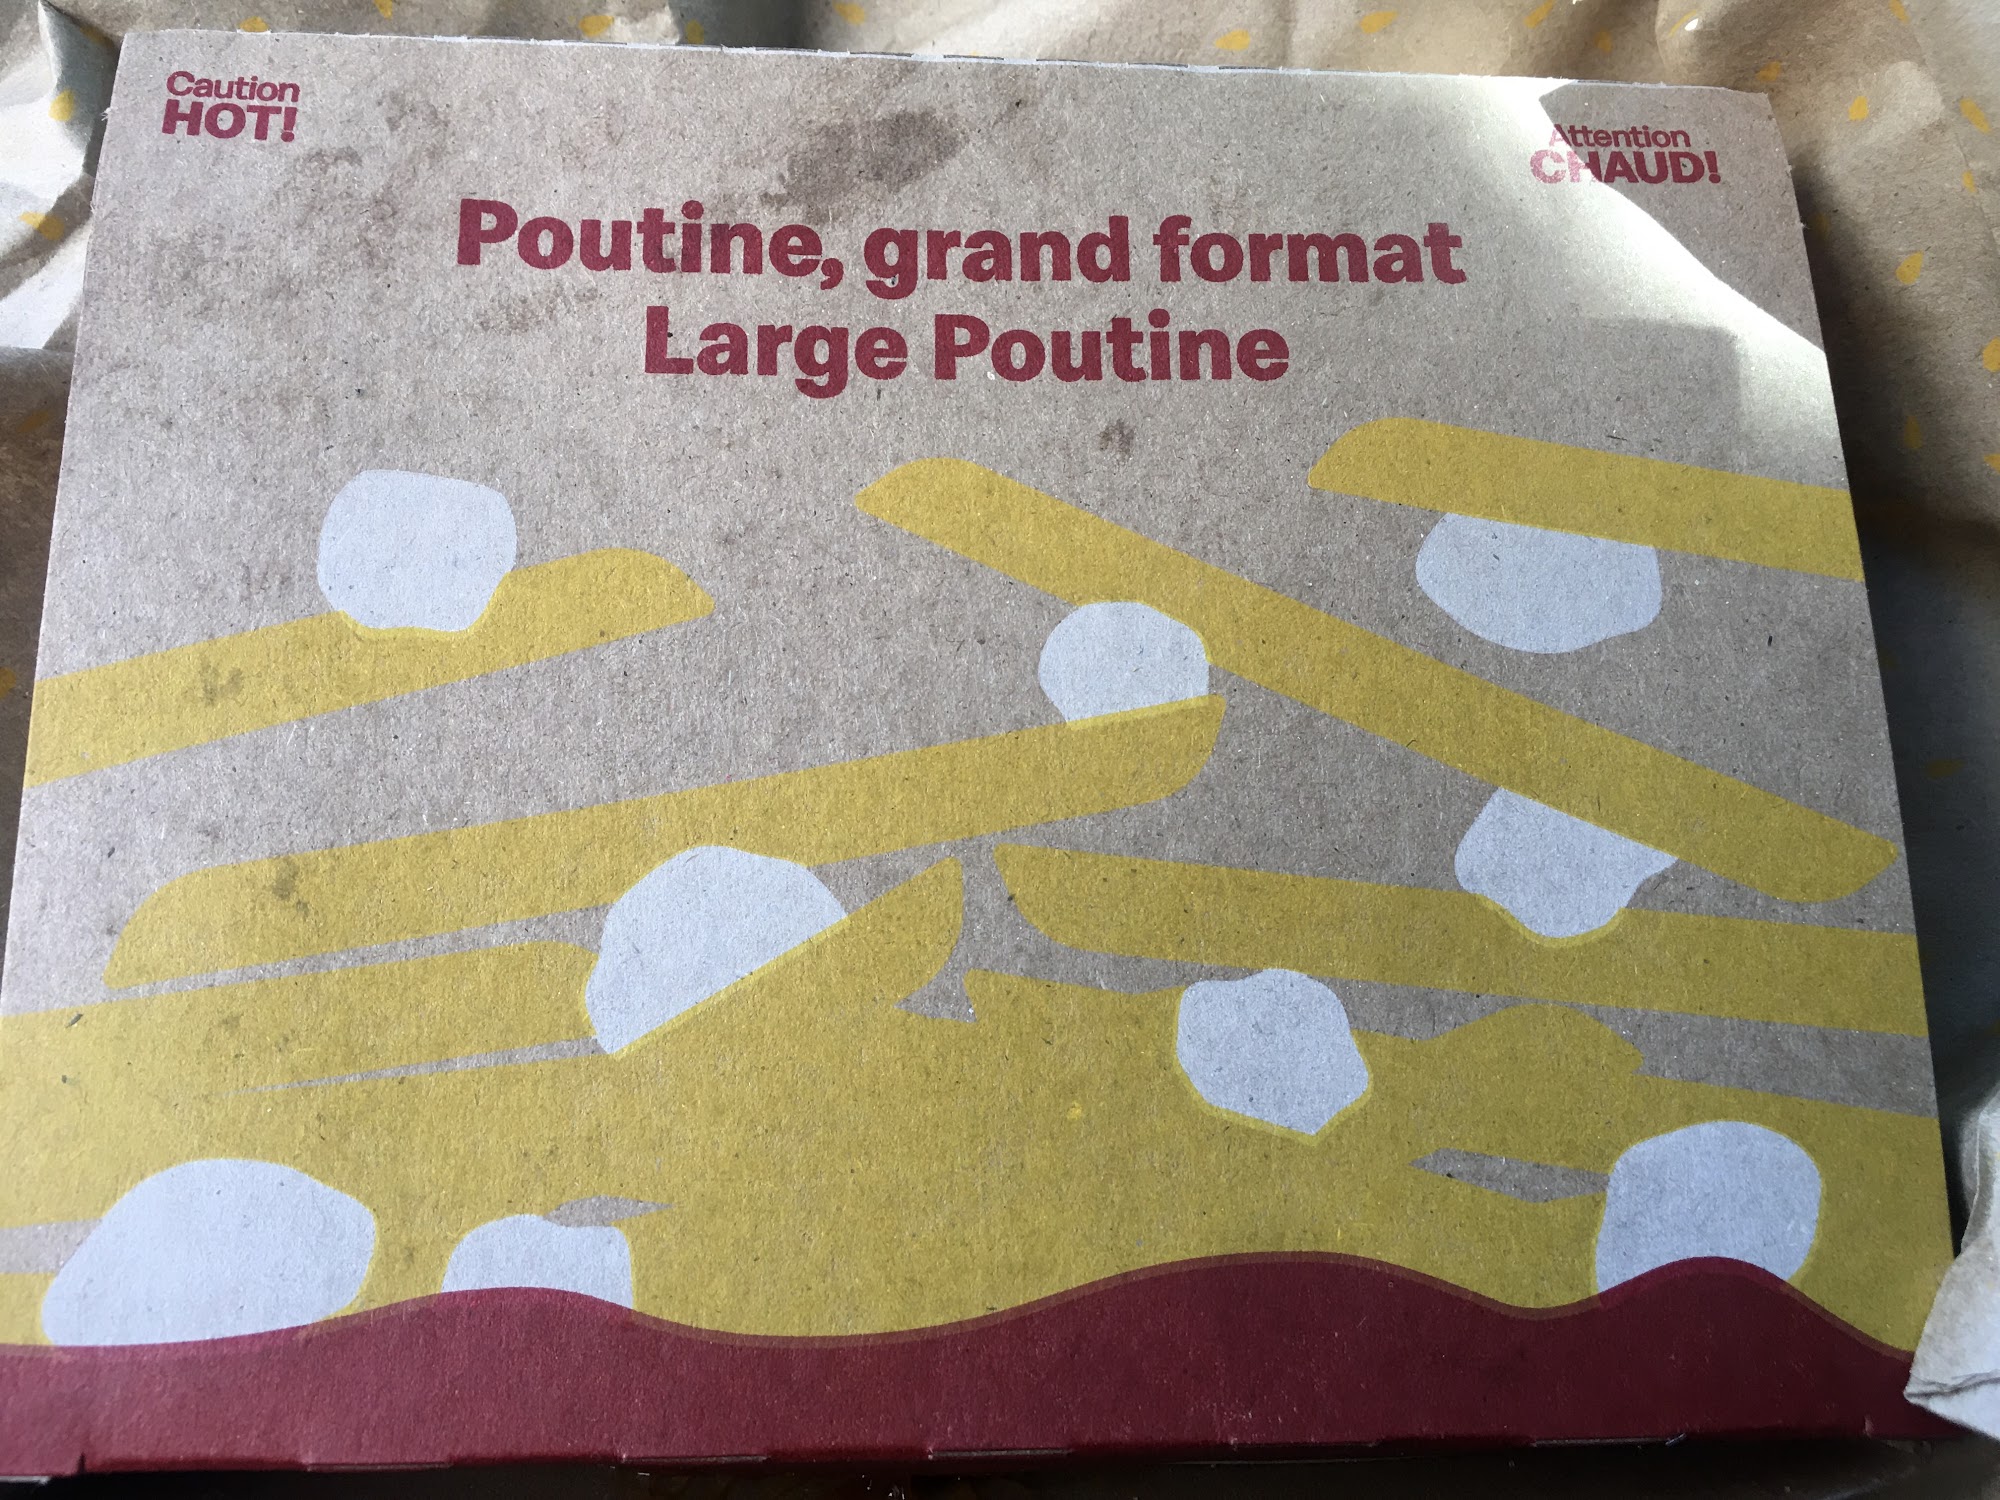 Caution
HOT!
Attention
CHAUD!
Poutine, grand format
Large Poutine